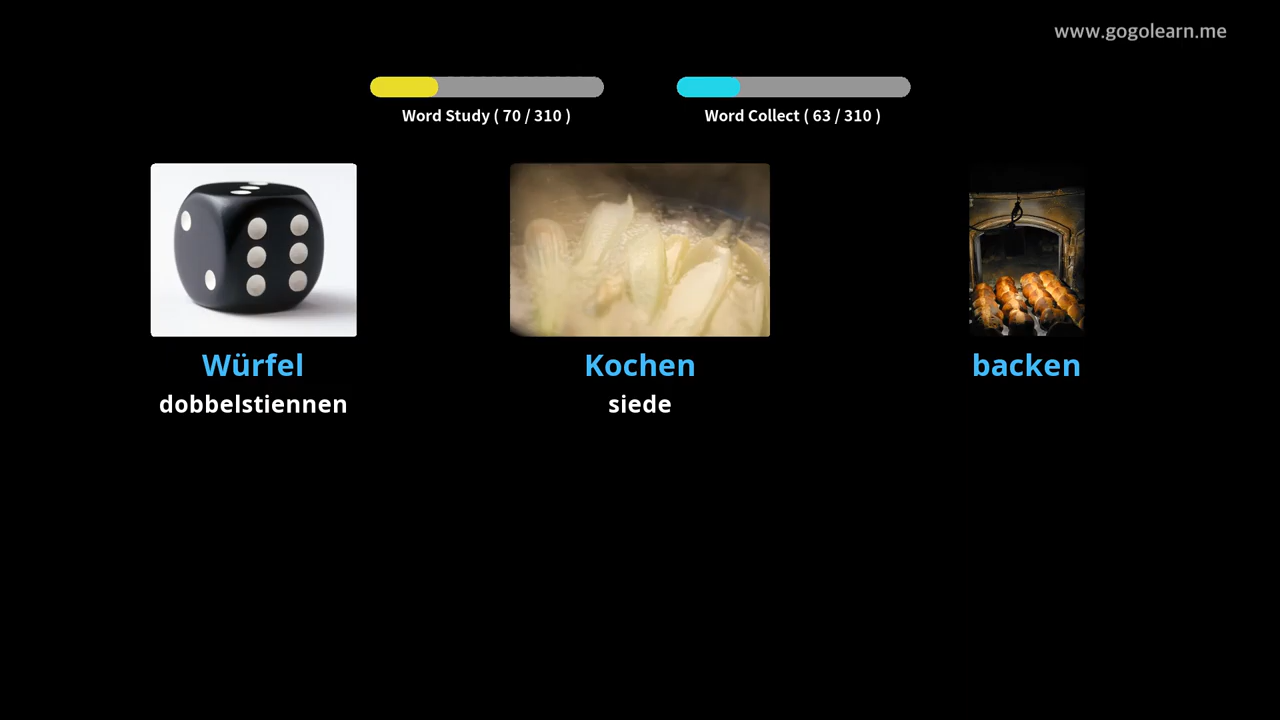 www.gogolearn.me
Word Study ( 70 / 310 )
Word Collect ( 63 / 310 )
Würfel
dobbelstiennen
Kochen
siede
backen